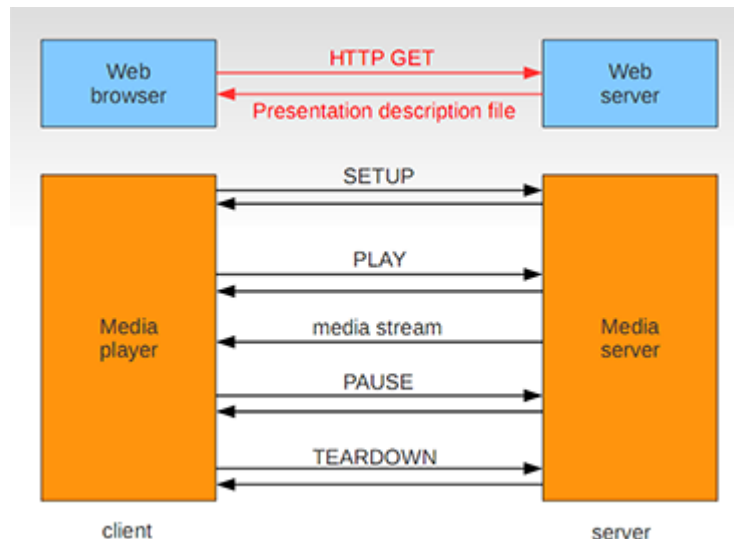 Web
browser
HTTP GET
Presentation description file
Web
server
Media
player
SETUP
PLAY
media stream
PAUSE
TEARDOWN
Media
server
client
server